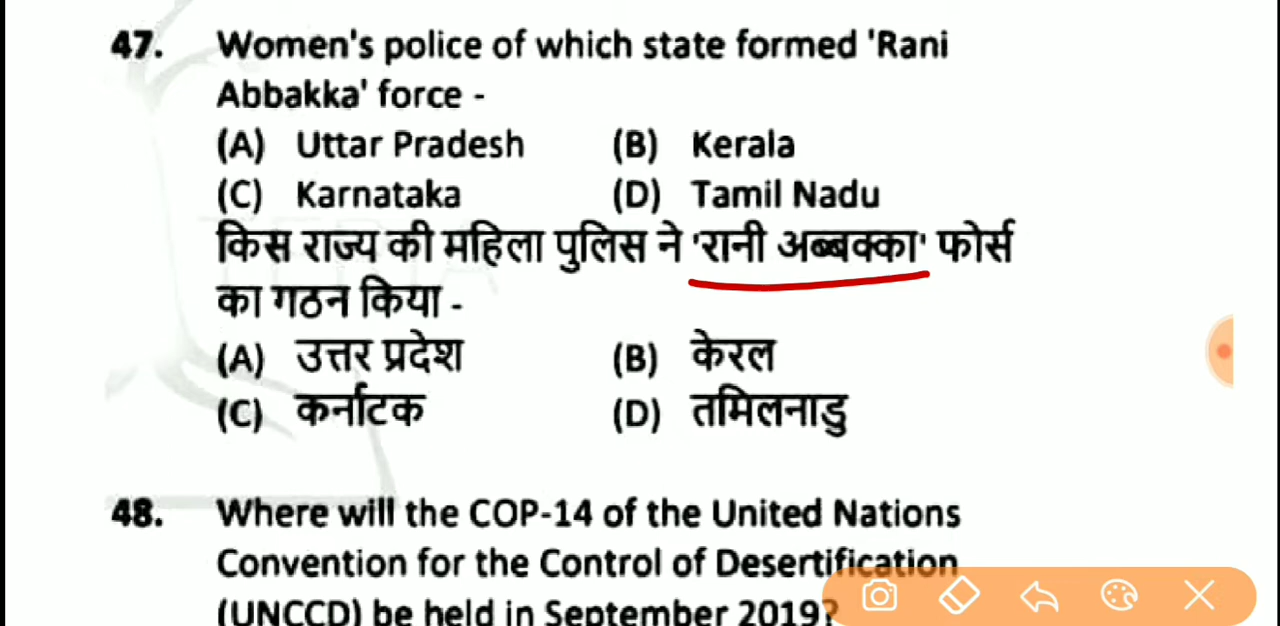 47. Women's police of which state formed 'Rani
Abbakka' force -
(A) Uttar Pradesh (B) Kerala
(C) Karnataka (D) Tamil Nadu
किस राज्य की महिला पुलिस ने 'रानी अब्बक्का' फोर्स
का गठन किया -
(A) उत्तर प्रदेश (B) केरल
(C) कर्नाटक (D) तमिलनाडु
48. Where will the COP-14 of the United Nations
Convention for the Control of Desertification
(UNCCD) be held in September 2019?